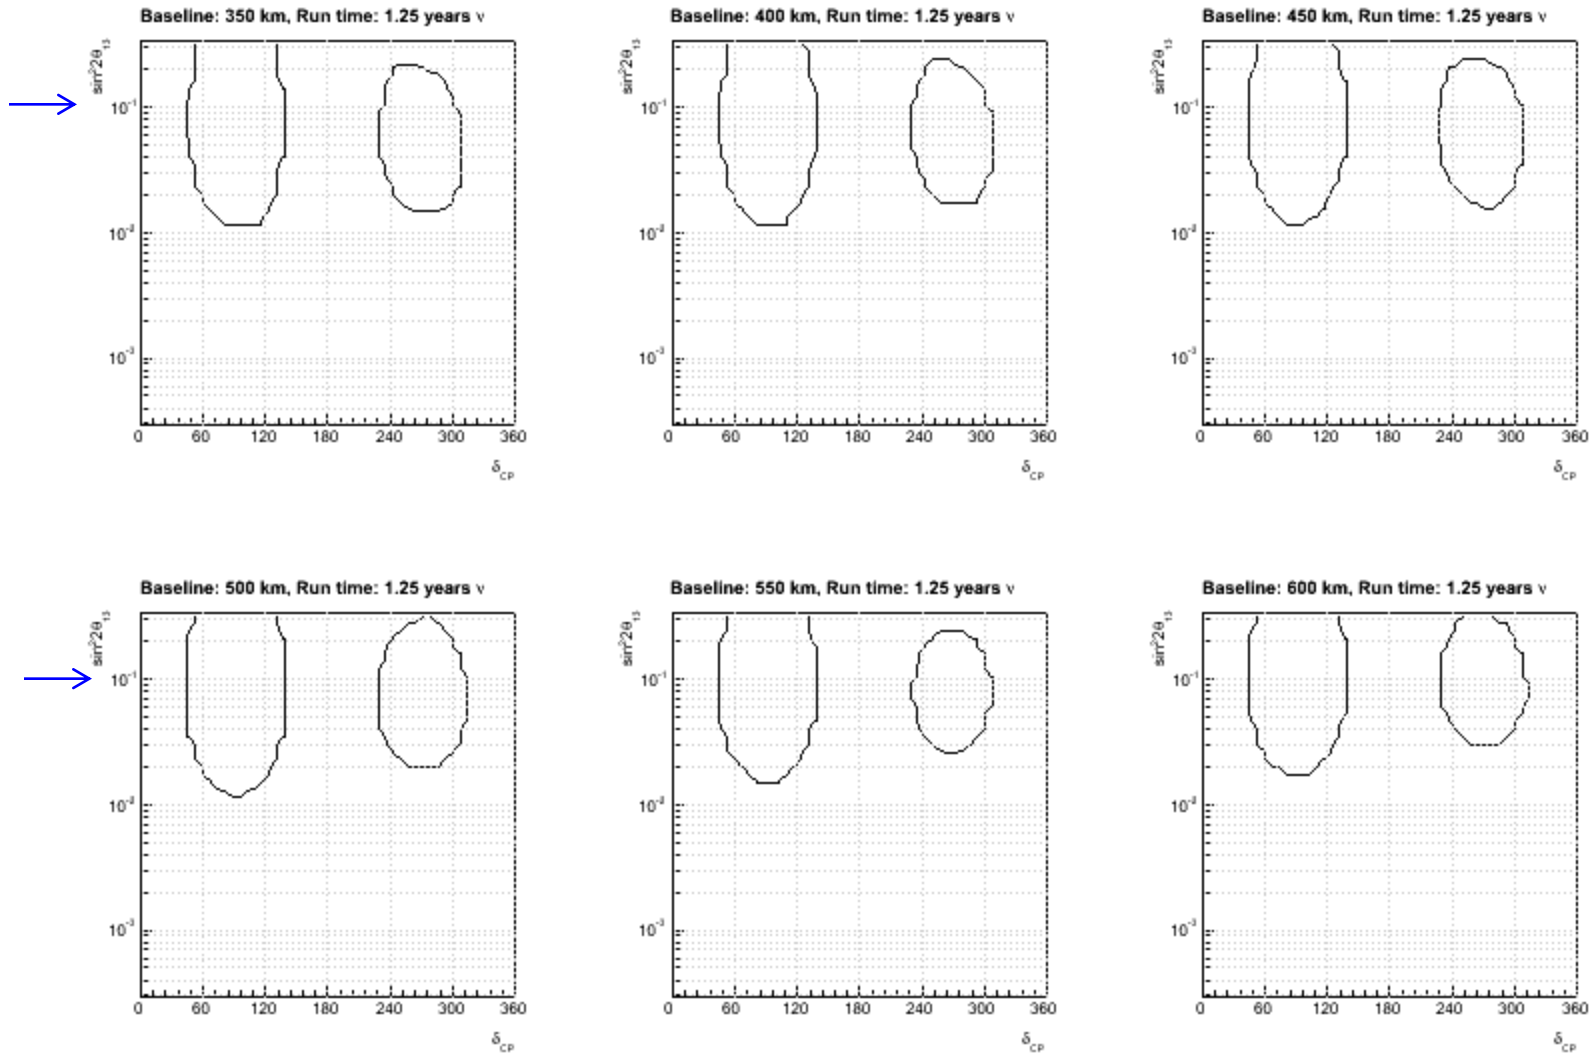 Baseline: 350 km, Run time: 1.25 years ν
sin²2θ₁₃
10⁻¹
10⁻²
10⁻³
0 60 120 180 240 300 360
δ_CP
Baseline: 400 km, Run time: 1.25 years ν
sin²2θ₁₃
10⁻¹
10⁻²
10⁻³
0 60 120 180 240 300 360
δ_CP
Baseline: 450 km, Run time: 1.25 years ν
sin²2θ₁₃
10⁻¹
10⁻²
10⁻³
0 60 120 180 240 300 360
δ_CP
Baseline: 500 km, Run time: 1.25 years ν
sin²2θ₁₃
10⁻¹
10⁻²
10⁻³
0 60 120 180 240 300 360
δ_CP
Baseline: 550 km, Run time: 1.25 years ν
sin²2θ₁₃
10⁻¹
10⁻²
10⁻³
0 60 120 180 240 300 360
δ_CP
Baseline: 600 km, Run time: 1.25 years ν
sin²2θ₁₃
10⁻¹
10⁻²
10⁻³
0 60 120 180 240 300 360
δ_CP